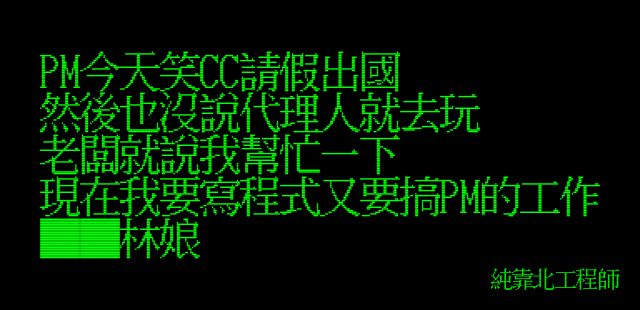 PM今天笑CC請假出國
然後也沒說代理人就去玩
老闆就說我幫忙一下
現在我要寫程式又要搞PM的工作
▓▓林娘
純靠北工程師